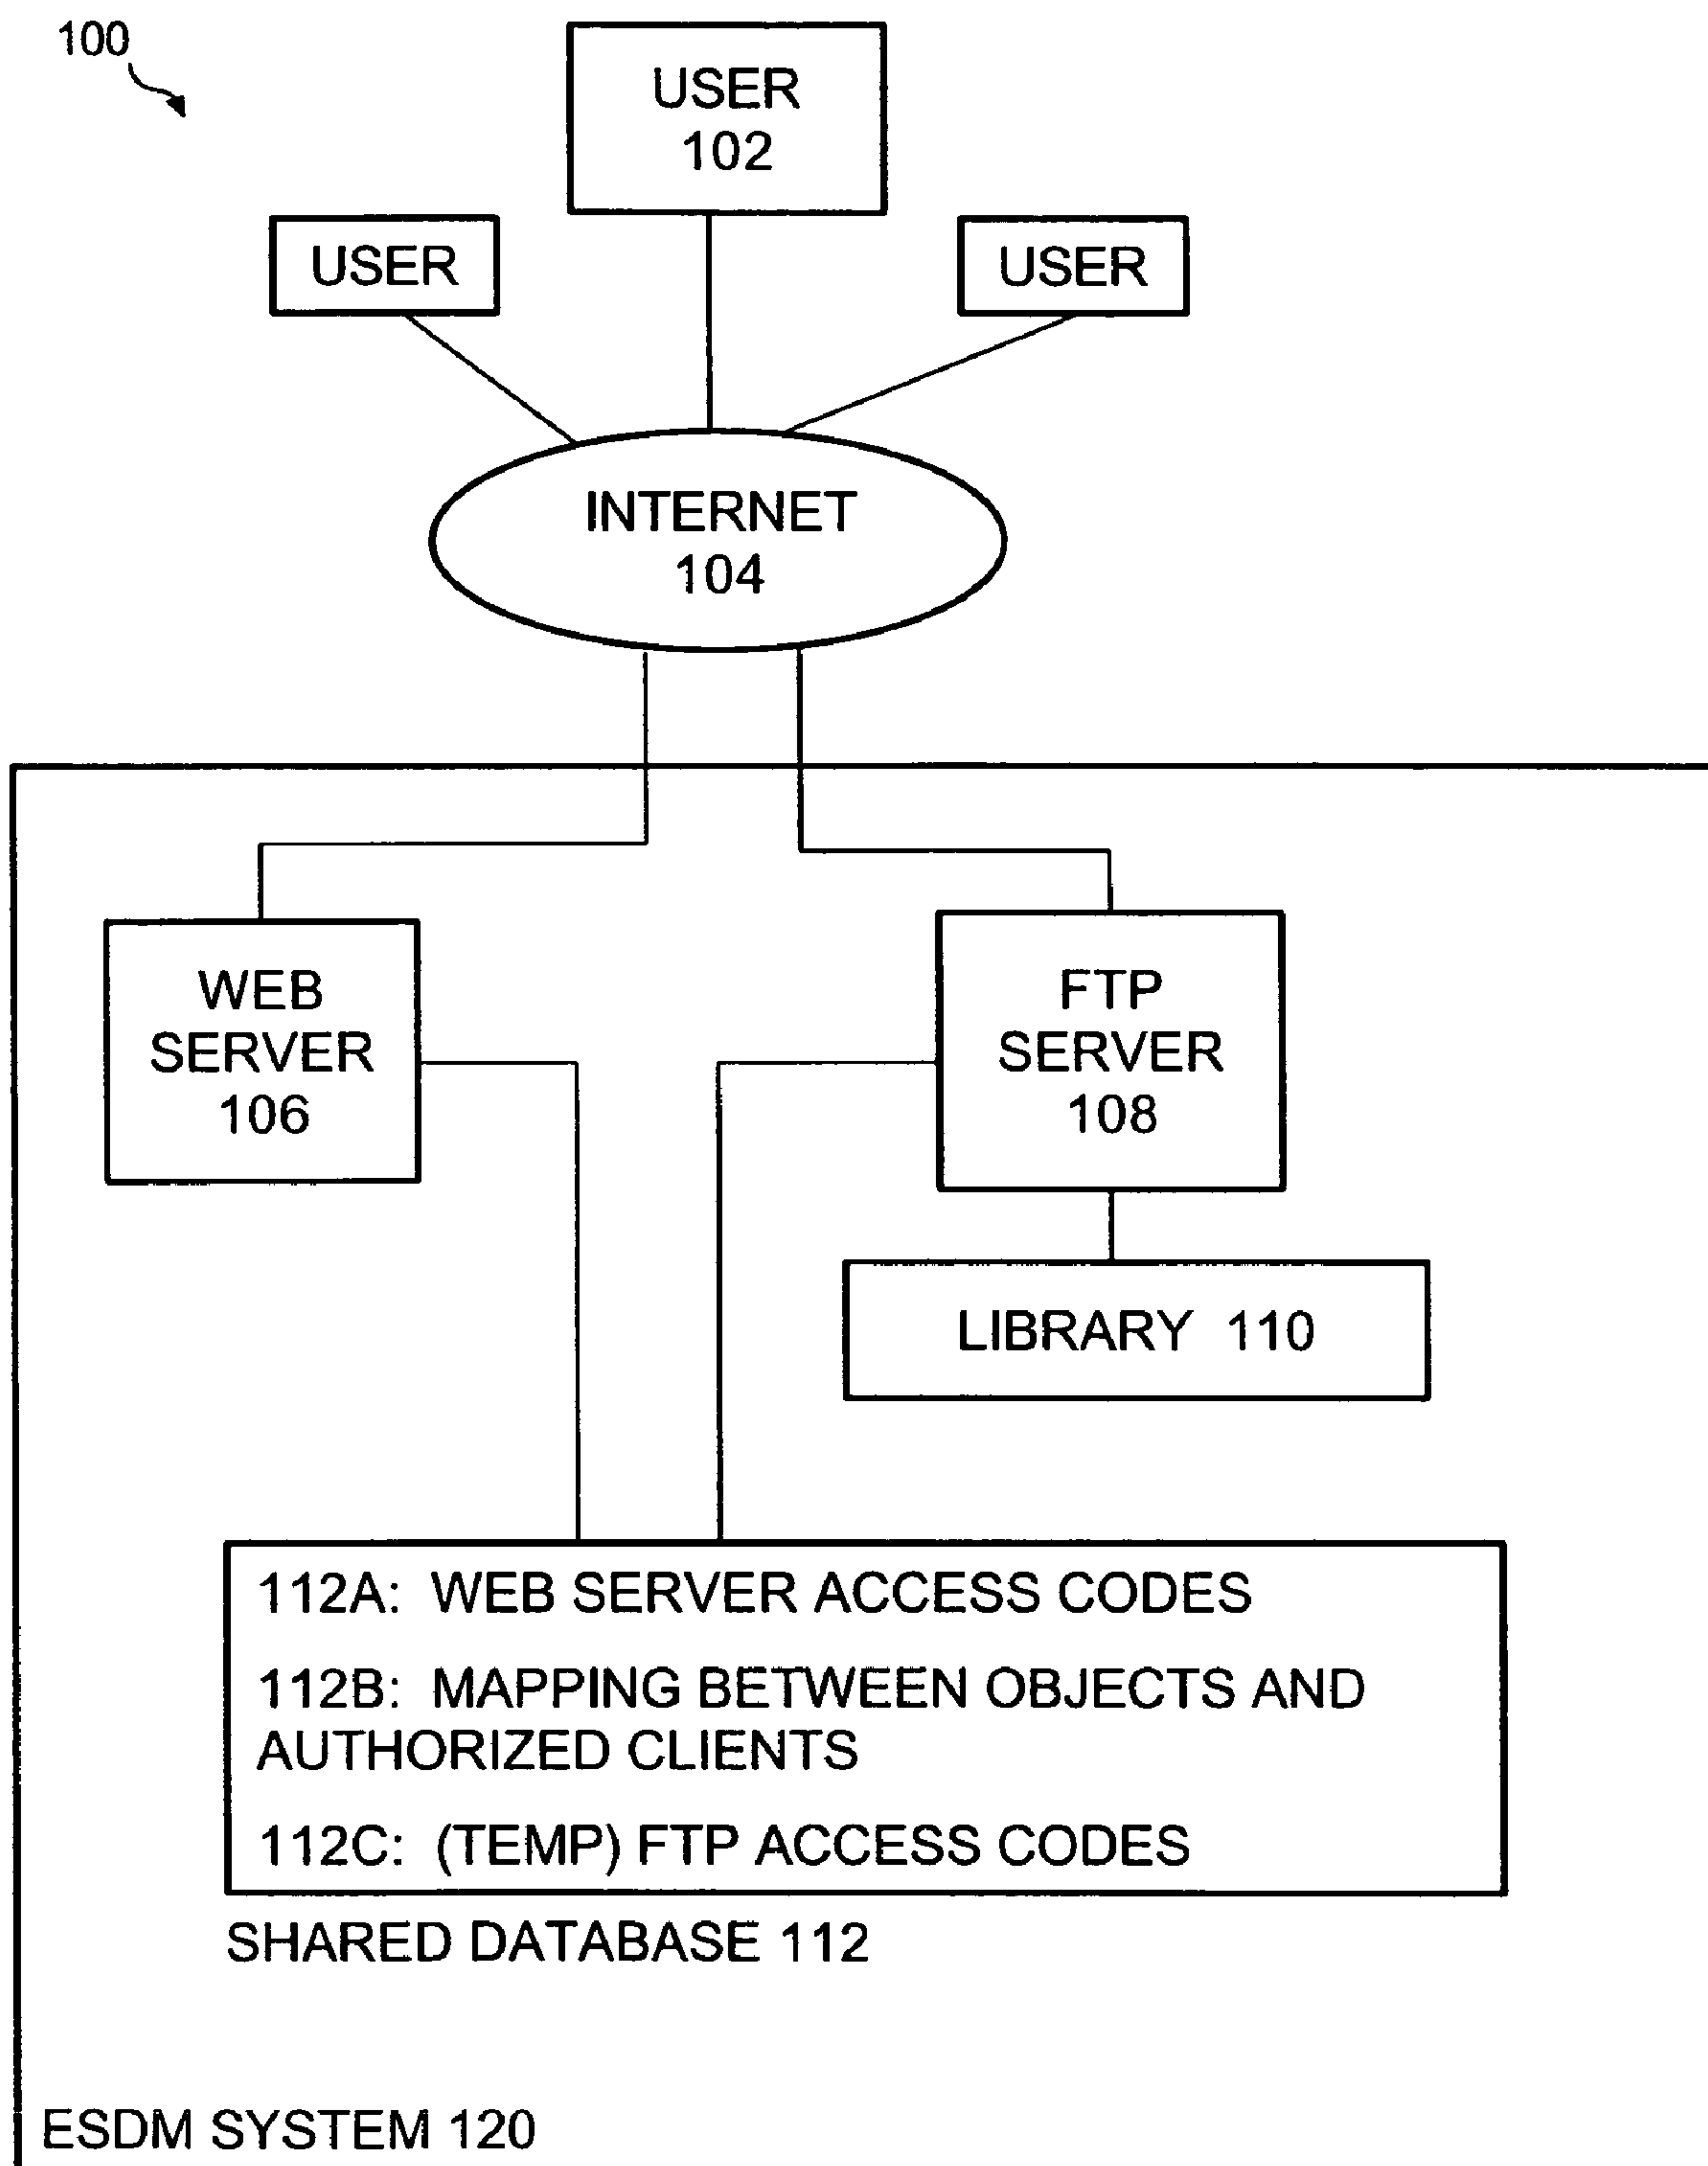 100
USER
102
USER
USER
INTERNET
104
WEB
SERVER
106
FTP
SERVER
108
LIBRARY 110
112A: WEB SERVER ACCESS CODES
112B: MAPPING BETWEEN OBJECTS AND
AUTHORIZED CLIENTS
112C: (TEMP) FTP ACCESS CODES
SHARED DATABASE 112
ESDM SYSTEM 120